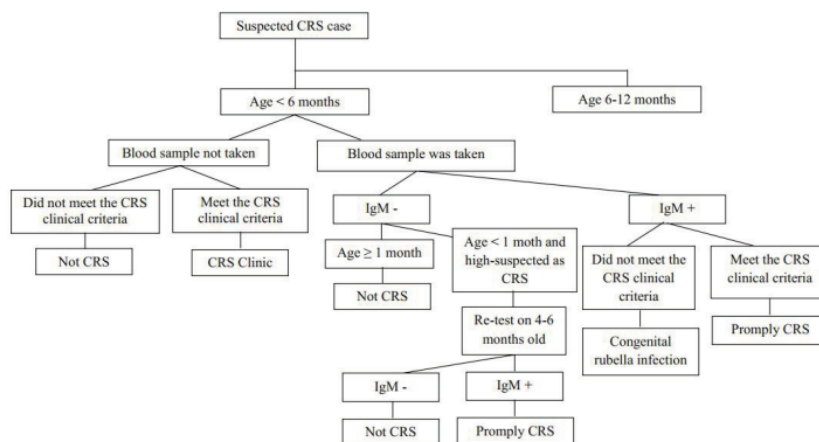 Suspected CRS case
Age < 6 months
Age 6-12 months
Blood sample not taken
Blood sample was taken
Did not meet the CRS
clinical criteria
Meet the CRS
clinical criteria
IgM -
IgM +
Not CRS
CRS Clinic
Age ≥ 1 month
Age < 1 moth and
high-suspected as
CRS
Did not meet the
CRS clinical
criteria
Meet the CRS
clinical criteria
Not CRS
Re-test on 4-6
months old
Congenital
rubella infection
Promply CRS
IgM -
IgM +
Not CRS
Promply CRS